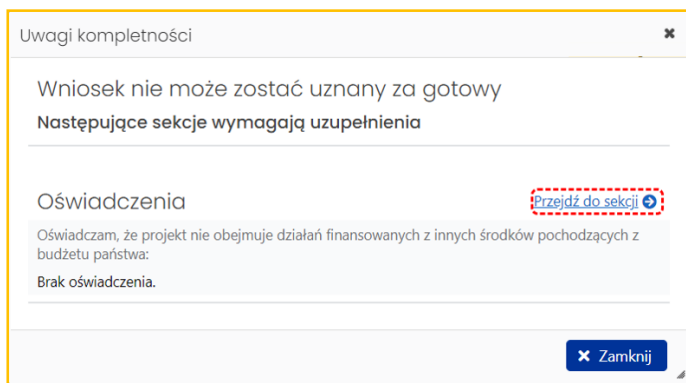 Uwagi kompletności
Wniosek nie może zostać uznany za gotowy
Następujące sekcje wymagają uzupełnienia
Oświadczenia
Przejdź do sekcji
Oświadczam, że projekt nie obejmuje działań finansowanych z innych środków pochodzących z
budżetu państwa:
Brak oświadczenia.
Zamknij